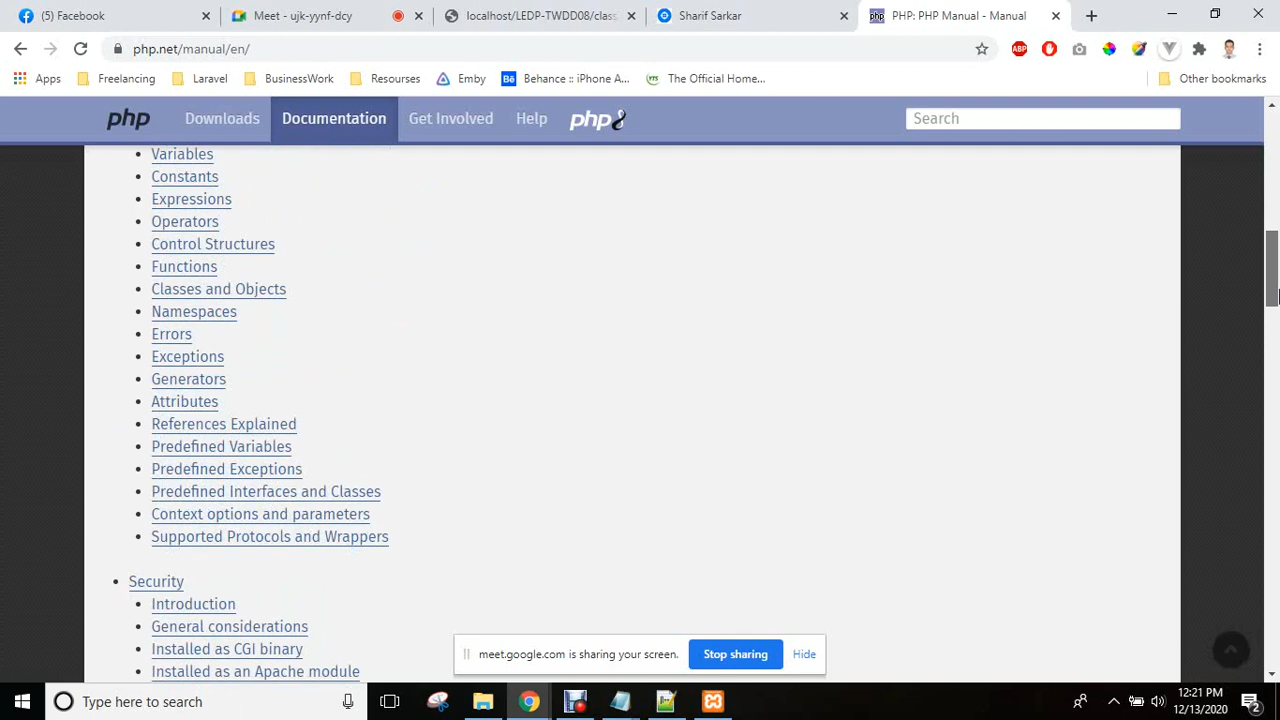 (5) Facebook
Meet - ujk-yynf-dcy
localhost/LEDP-TWDD08/class
Sharif Sarkar
php PHP: PHP Manual - Manual
php.net/manual/en/
ABP
Apps
Freelancing
Laravel
BusinessWork
Resourses
Emby
Bē Behance :: iPhone A...
The Official Home...
Other bookmarks
php
Downloads
Documentation
Get Involved
Help
php8
Search
Variables
Constants
Expressions
Operators
Control Structures
Functions
Classes and Objects
Namespaces
Errors
Exceptions
Generators
Attributes
References Explained
Predefined Variables
Predefined Exceptions
Predefined Interfaces and Classes
Context options and parameters
Supported Protocols and Wrappers
Security
Introduction
General considerations
Installed as CGI binary
Installed as an Apache module
meet.google.com is sharing your screen.
Stop sharing
Hide
Type here to search
12:21 PM
12/13/2020
2